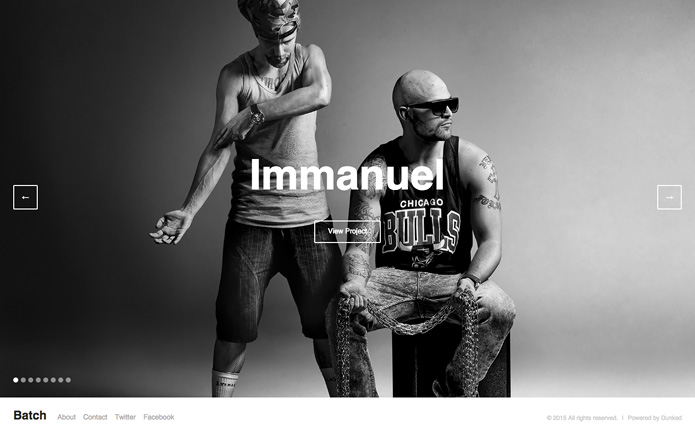 Immanuel
CHICAGO
BULLS
←
View Project
→
Batch About Contact Twitter Facebook
© 2015 All rights reserved. | Powered by Dunked